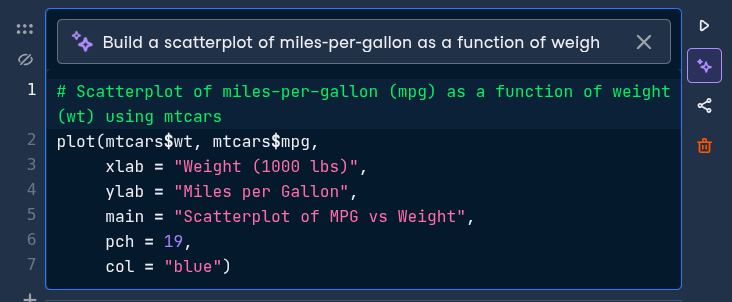 Build a scatterplot of miles-per-gallon as a function of weigh
1 # Scatterplot of miles-per-gallon (mpg) as a function of weight
(wt) using mtcars
2 plot(mtcars$wt, mtcars$mpg,
3 xlab = "Weight (1000 lbs)",
4 ylab = "Miles per Gallon",
5 main = "Scatterplot of MPG vs Weight",
6 pch = 19,
7 col = "blue")